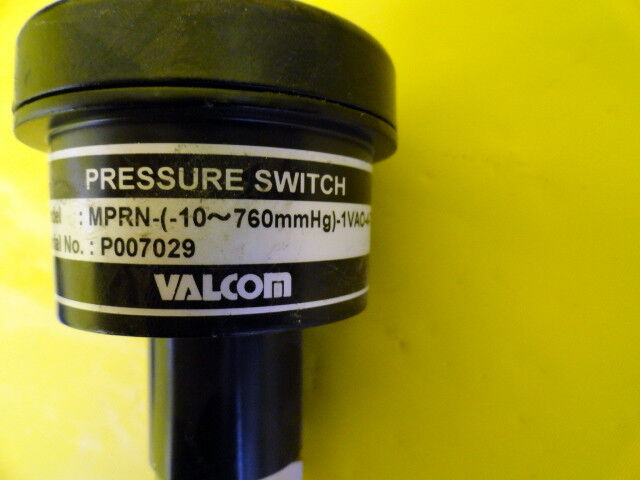 PRESSURE SWITCH
: MPRN-(-10～760mmHg)-1VAC-
No. : P007029
VALCOM